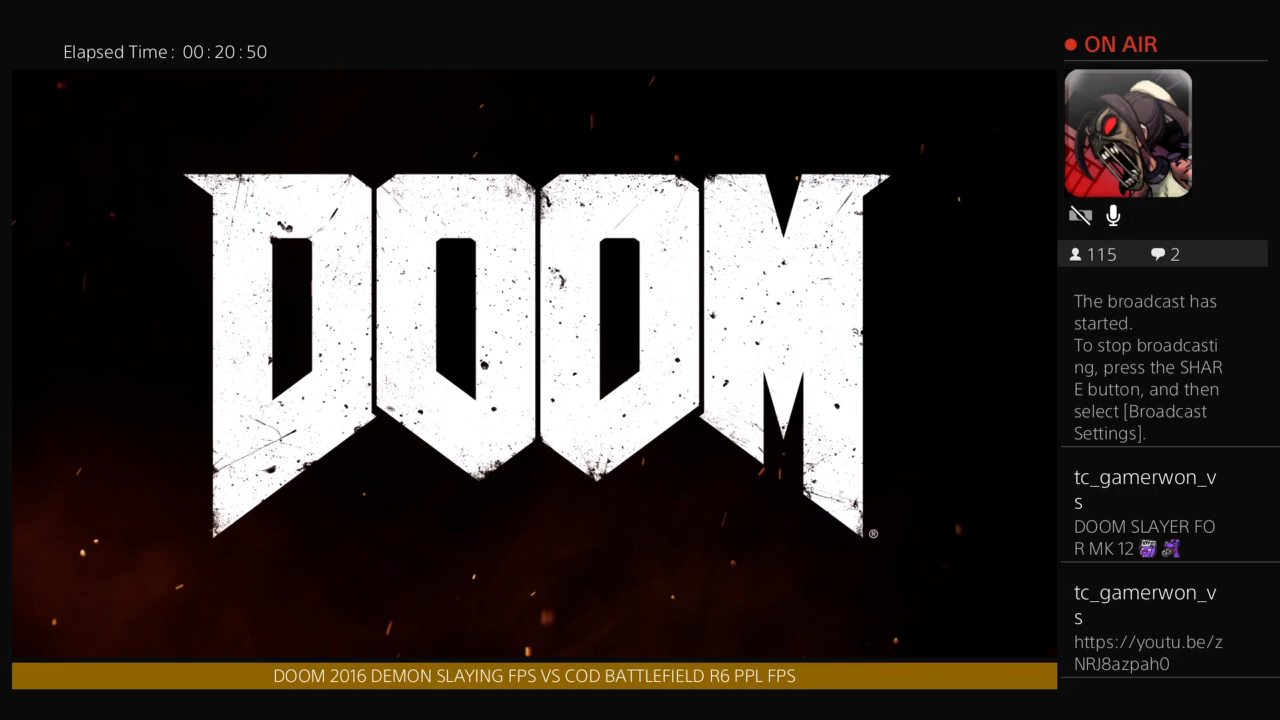 Elapsed Time: 00:20:50
ON AIR
DOOM
®
115 2
The broadcast has
started.
To stop broadcasti
ng, press the SHAR
E button, and then
select [Broadcast
Settings].
tc_gamerwon_v
s
DOOM SLAYER FO
R MK 12
tc_gamerwon_v
s
https://youtu.be/z
NRJ8azpah0
DOOM 2016 DEMON SLAYING FPS VS COD BATTLEFIELD R6 PPL FPS